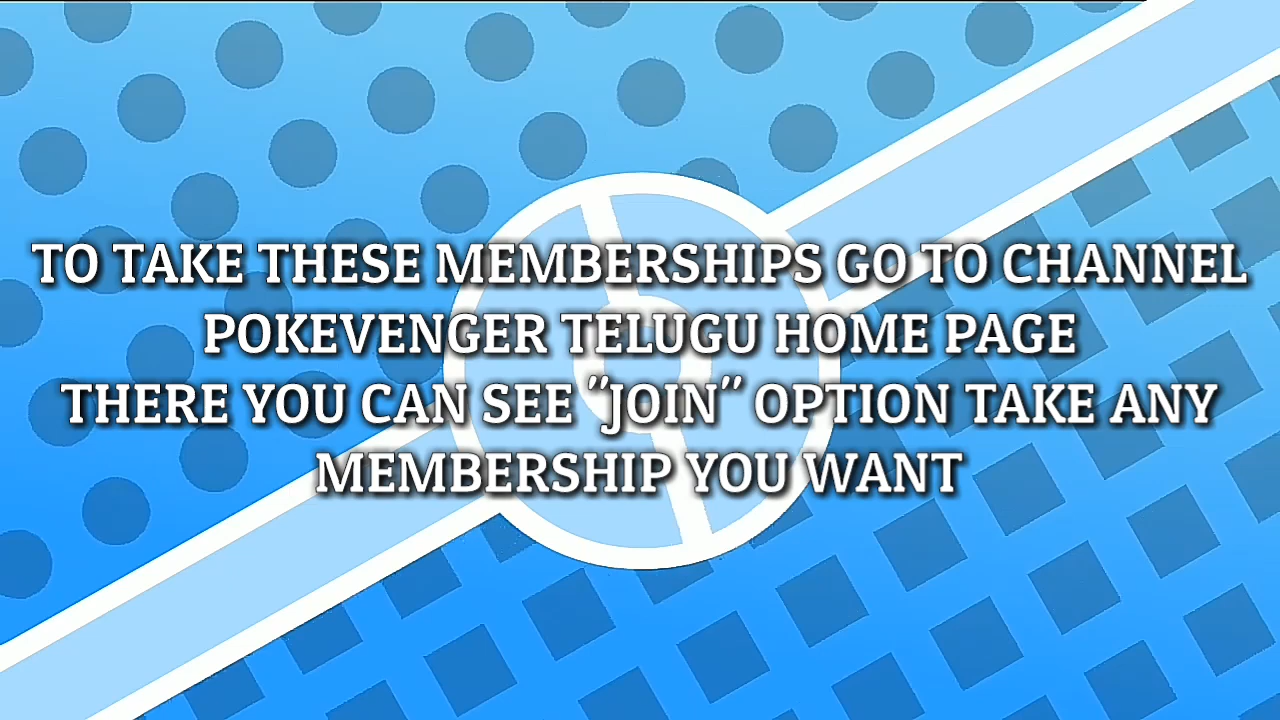 TO TAKE THESE MEMBERSHIPS GO TO CHANNEL
POKEVENGER TELUGU HOME PAGE
THERE YOU CAN SEE "JOIN" OPTION TAKE ANY
MEMBERSHIP YOU WANT